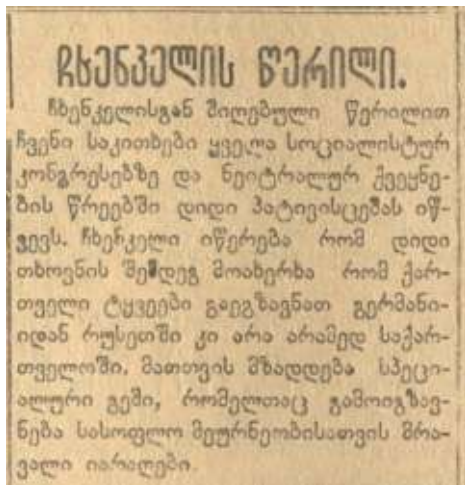 ჩხენკელის წერილი.
ჩხენკელისგან მიღებული წერილით
ჩვენი საკითხები ყველა სოციალისტურ
კონგრესებზე და ნეიტრალურ ქვეყნე-
ბის წრეებში დიდი პატივისცემას იწ-
ვევს. ჩხენკელი იწერება რომ დიდი
თხოვნის შემდეგ მოახერხა რომ ქარ-
თველი ტყვეები გაეგზავნათ გერმანი-
იდან რუსეთში კი არა არამედ საქარ-
თველოში. მათთვის მზადდება სპეცი-
ალური გემი, რომელთაც გამოიგზავ-
ნება სასოფლო მეურნეობისათვის მრა-
ვალი იარაღები.